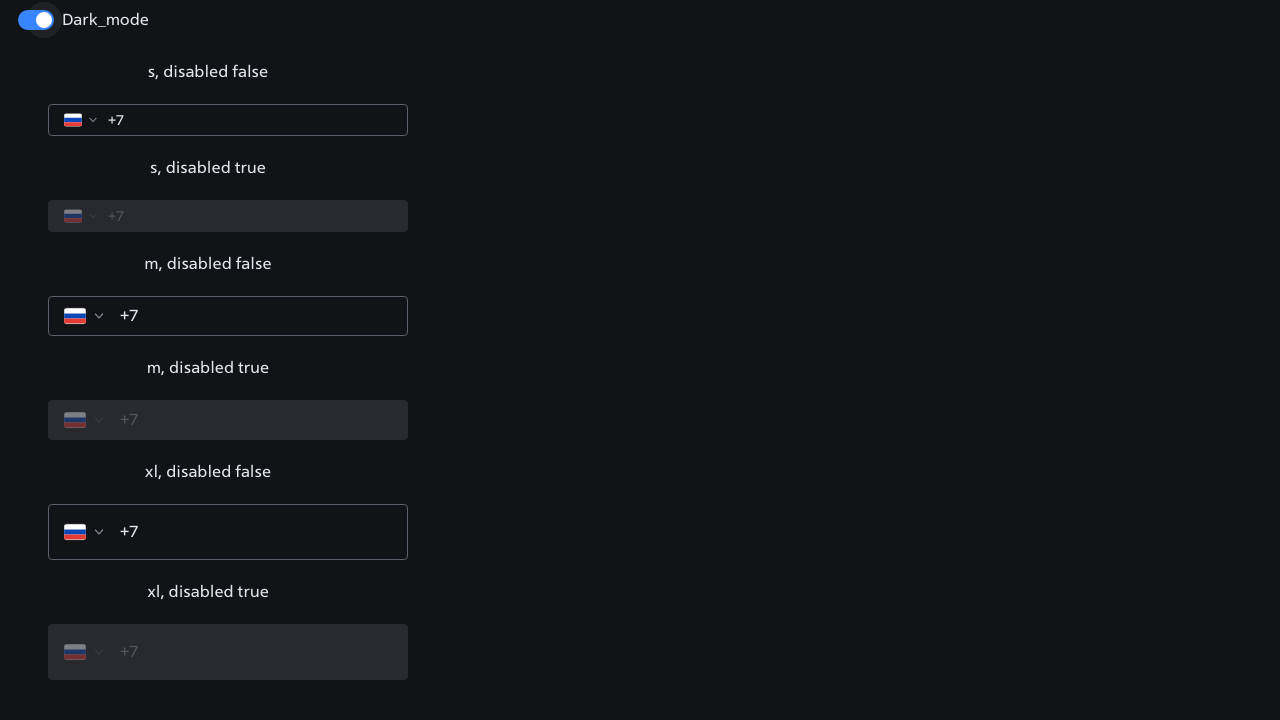 Dark_mode
s, disabled false
+7
s, disabled true
+7
m, disabled false
+7
m, disabled true
+7
xl, disabled false
+7
xl, disabled true
+7